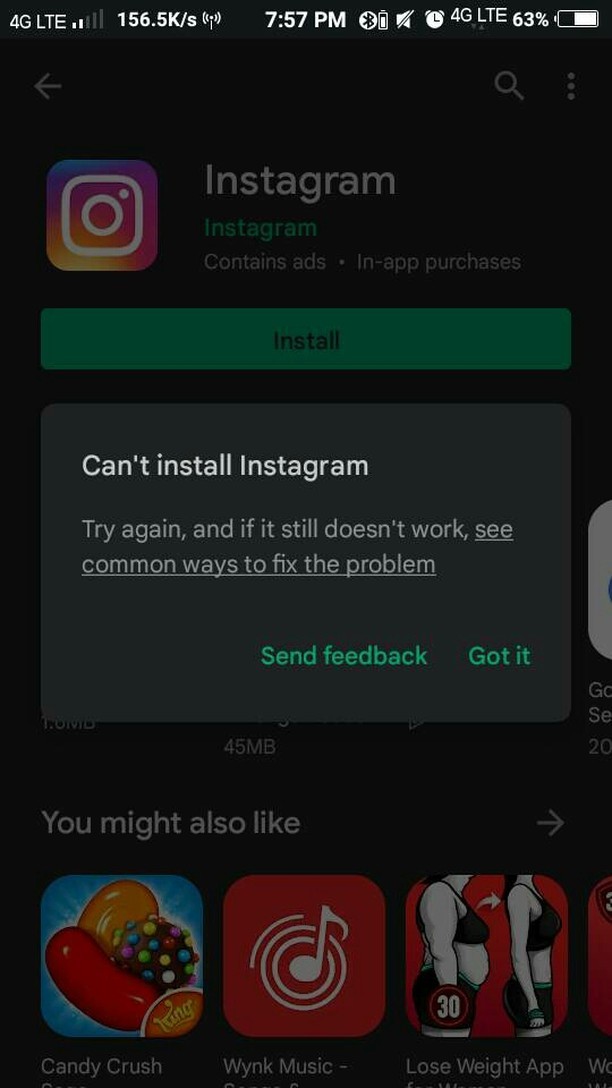 4G LTE 156.5K/s 7:57 PM 4G LTE 63%
Instagram
Instagram
Contains ads • In-app purchases
Install
Can't install Instagram
Try again, and if it still doesn't work, see
common ways to fix the problem
Send feedback Got it
Go
Se
1.6MB
45MB
20
You might also like
King
30
Candy Crush
Wynk Music -
Lose Weight App
Wo